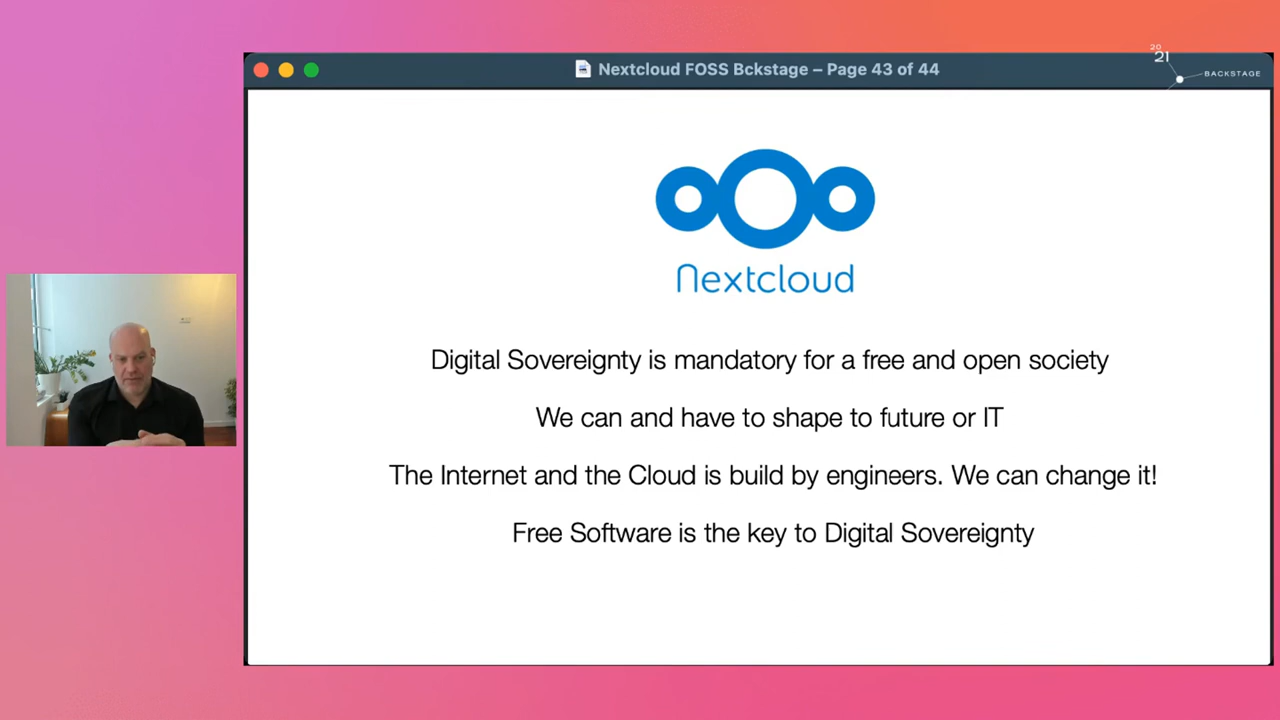 Nextcloud FOSS Bckstage – Page 43 of 44
20
21
BACKSTAGE
Nextcloud
Digital Sovereignty is mandatory for a free and open society
We can and have to shape to future or IT
The Internet and the Cloud is build by engineers. We can change it!
Free Software is the key to Digital Sovereignty